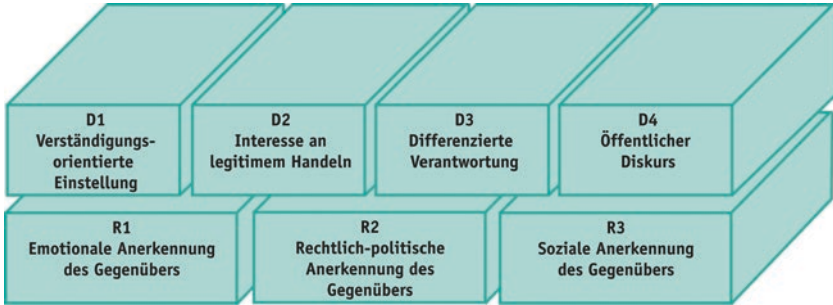 D1
Verständigungs-
orientierte
Einstellung
D2
Interesse an
legitimem Handeln
D3
Differenzierte
Verantwortung
D4
Öffentlicher
Diskurs
R1
Emotionale Anerkennung
des Gegenübers
R2
Rechtlich-politische
Anerkennung des
Gegenübers
R3
Soziale Anerkennung
des Gegenübers